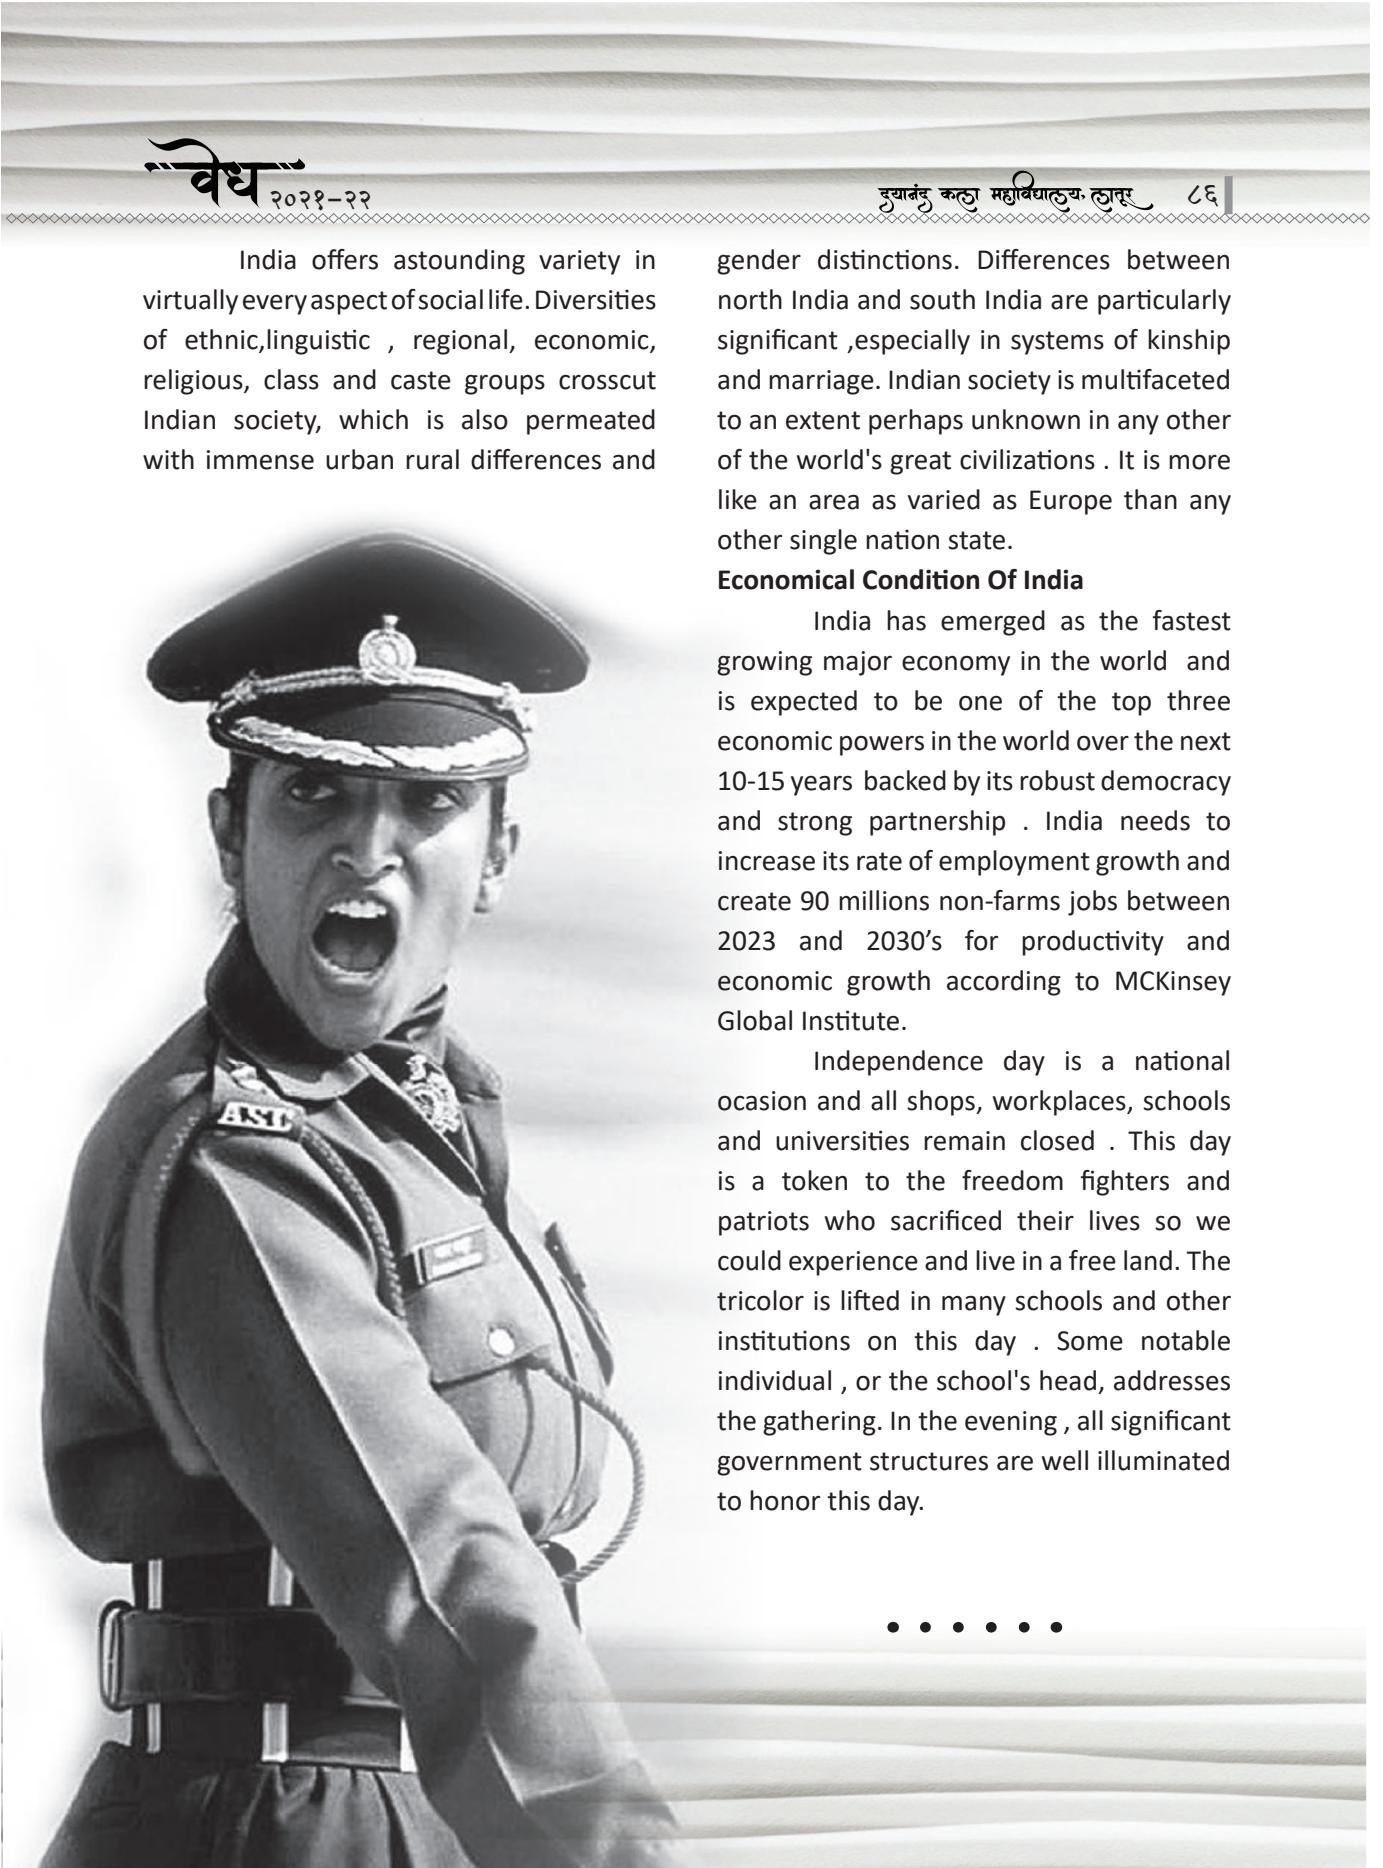 वेध २०२१-२२
दयानंद कला महाविद्यालय, लातूर ८६
India offers astounding variety in
virtually every aspect of social life. Diversities
of ethnic,linguistic , regional, economic,
religious, class and caste groups crosscut
Indian society, which is also permeated
with immense urban rural differences and
gender distinctions. Differences between
north India and south India are particularly
significant ,especially in systems of kinship
and marriage. Indian society is multifaceted
to an extent perhaps unknown in any other
of the world's great civilizations . It is more
like an area as varied as Europe than any
other single nation state.
Economical Condition Of India
India has emerged as the fastest
growing major economy in the world and
is expected to be one of the top three
economic powers in the world over the next
10-15 years backed by its robust democracy
and strong partnership . India needs to
increase its rate of employment growth and
create 90 millions non-farms jobs between
2023 and 2030’s for productivity and
economic growth according to MCKinsey
Global Institute.
Independence day is a national
ocasion and all shops, workplaces, schools
and universities remain closed . This day
is a token to the freedom fighters and
patriots who sacrificed their lives so we
could experience and live in a free land. The
tricolor is lifted in many schools and other
institutions on this day . Some notable
individual , or the school's head, addresses
the gathering. In the evening , all significant
government structures are well illuminated
to honor this day.
ASC